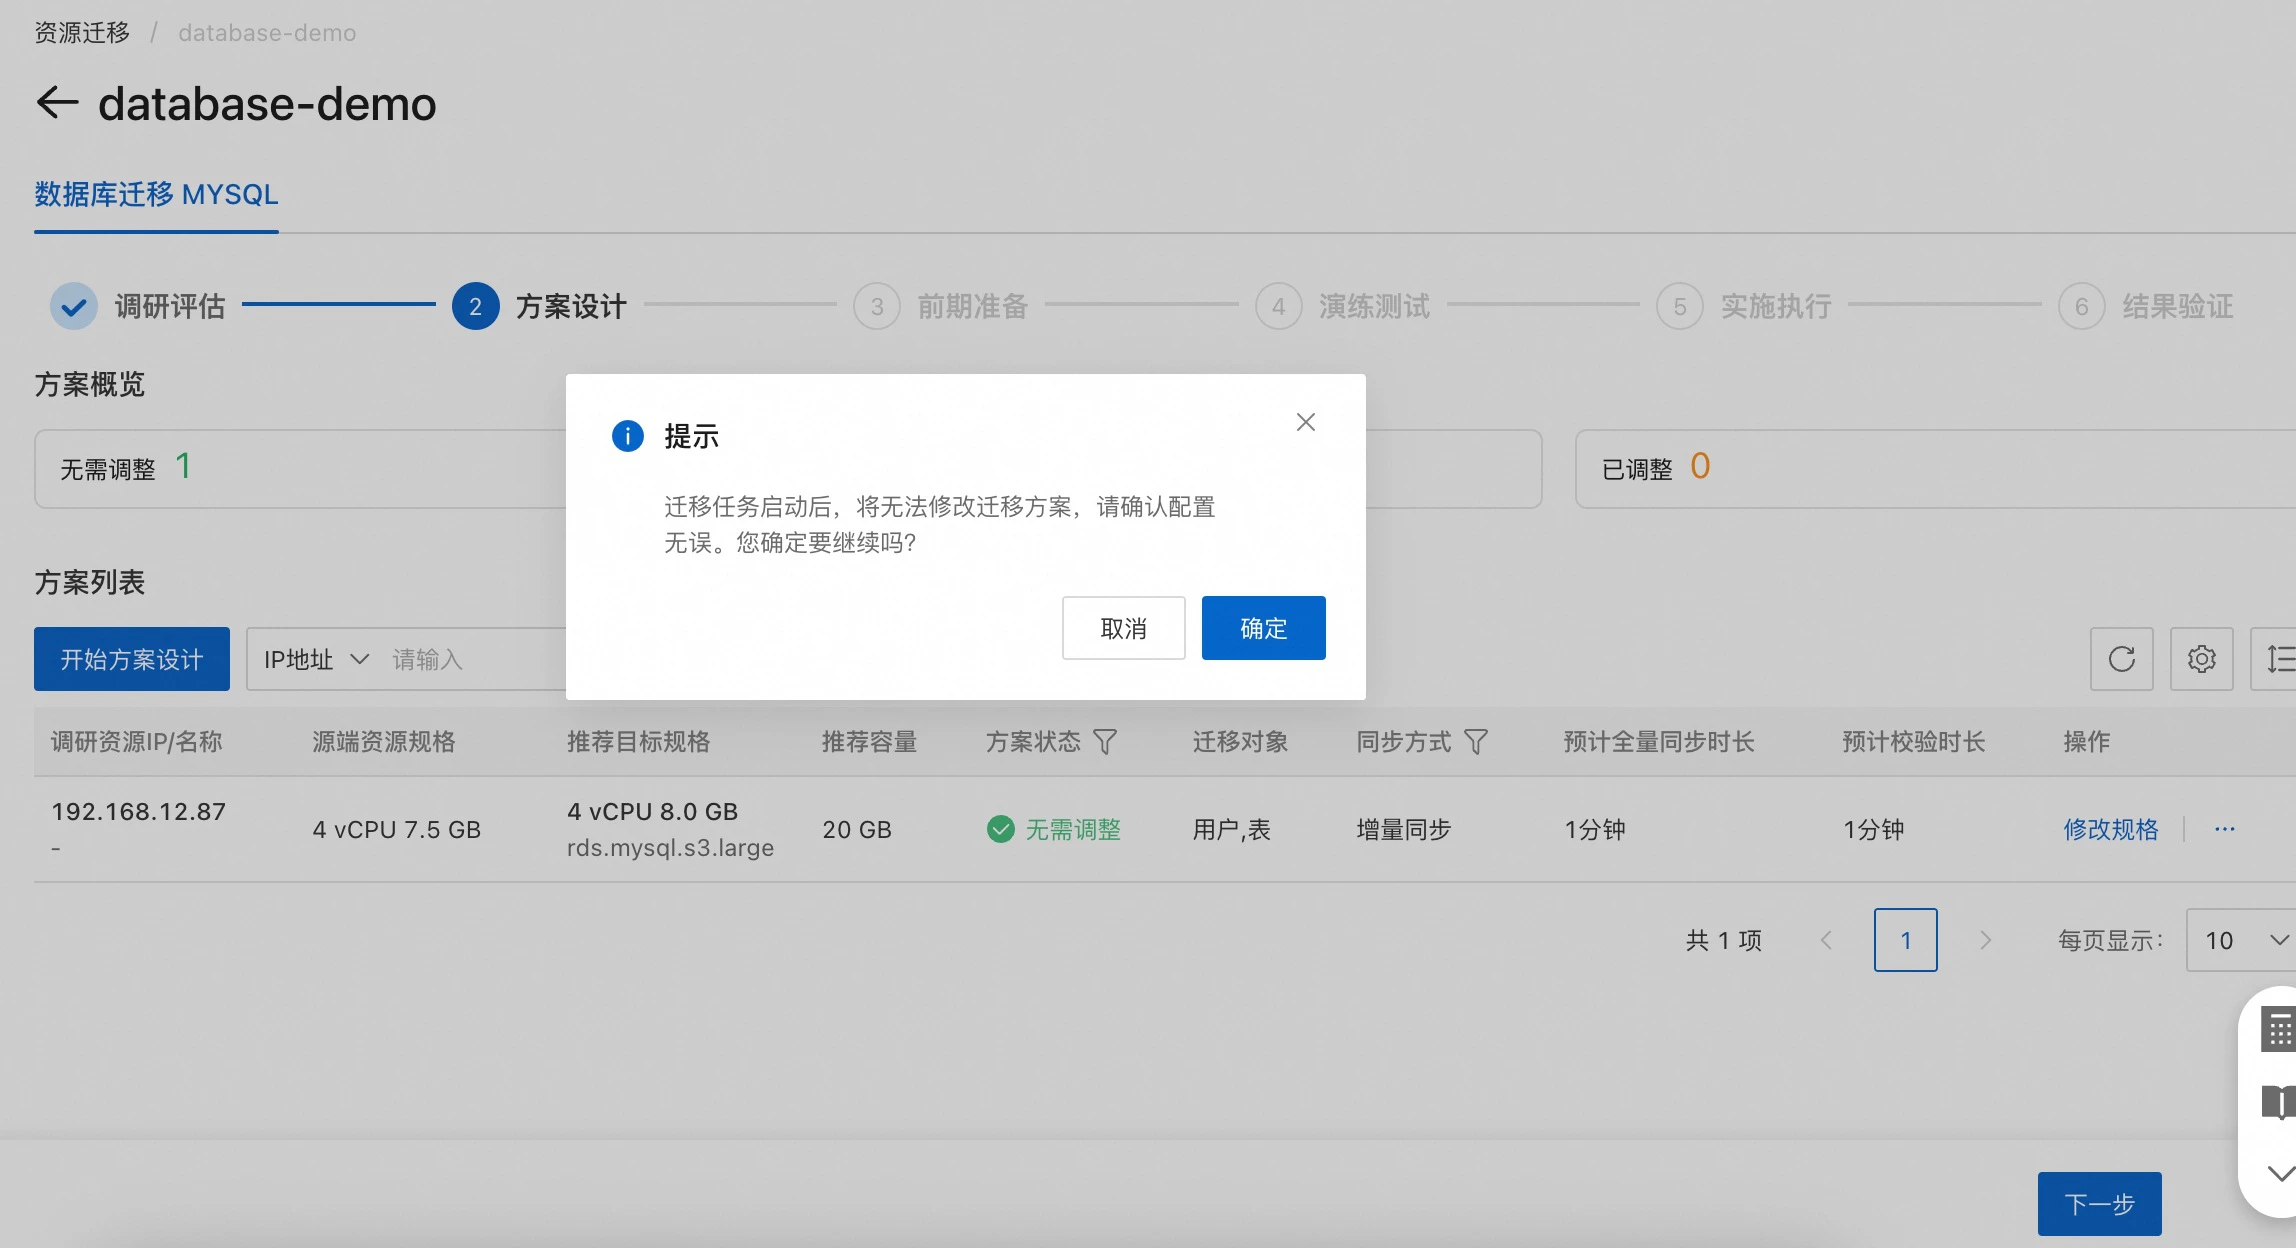 资源迁移 / database-demo
database-demo
数据库迁移 MYSQL
调研评估
2 方案设计
3 前期准备
4 演练测试
5 实施执行
6 结果验证
方案概览
无需调整 1
已调整 0
提示
迁移任务启动后，将无法修改迁移方案，请确认配置
无误。您确定要继续吗?
取消 确定
方案列表
开始方案设计 IP地址 请输入
调研资源IP/名称 源端资源规格 推荐目标规格 推荐容量 方案状态 迁移对象 同步方式 预计全量同步时长 预计校验时长 操作
192.168.12.87
-
4 vCPU 7.5 GB
4 vCPU 8.0 GB
rds.mysql.s3.large
20 GB 无需调整 用户,表 增量同步 1分钟 1分钟 修改规格 ···
共 1 项 1 每页显示: 10
下一步